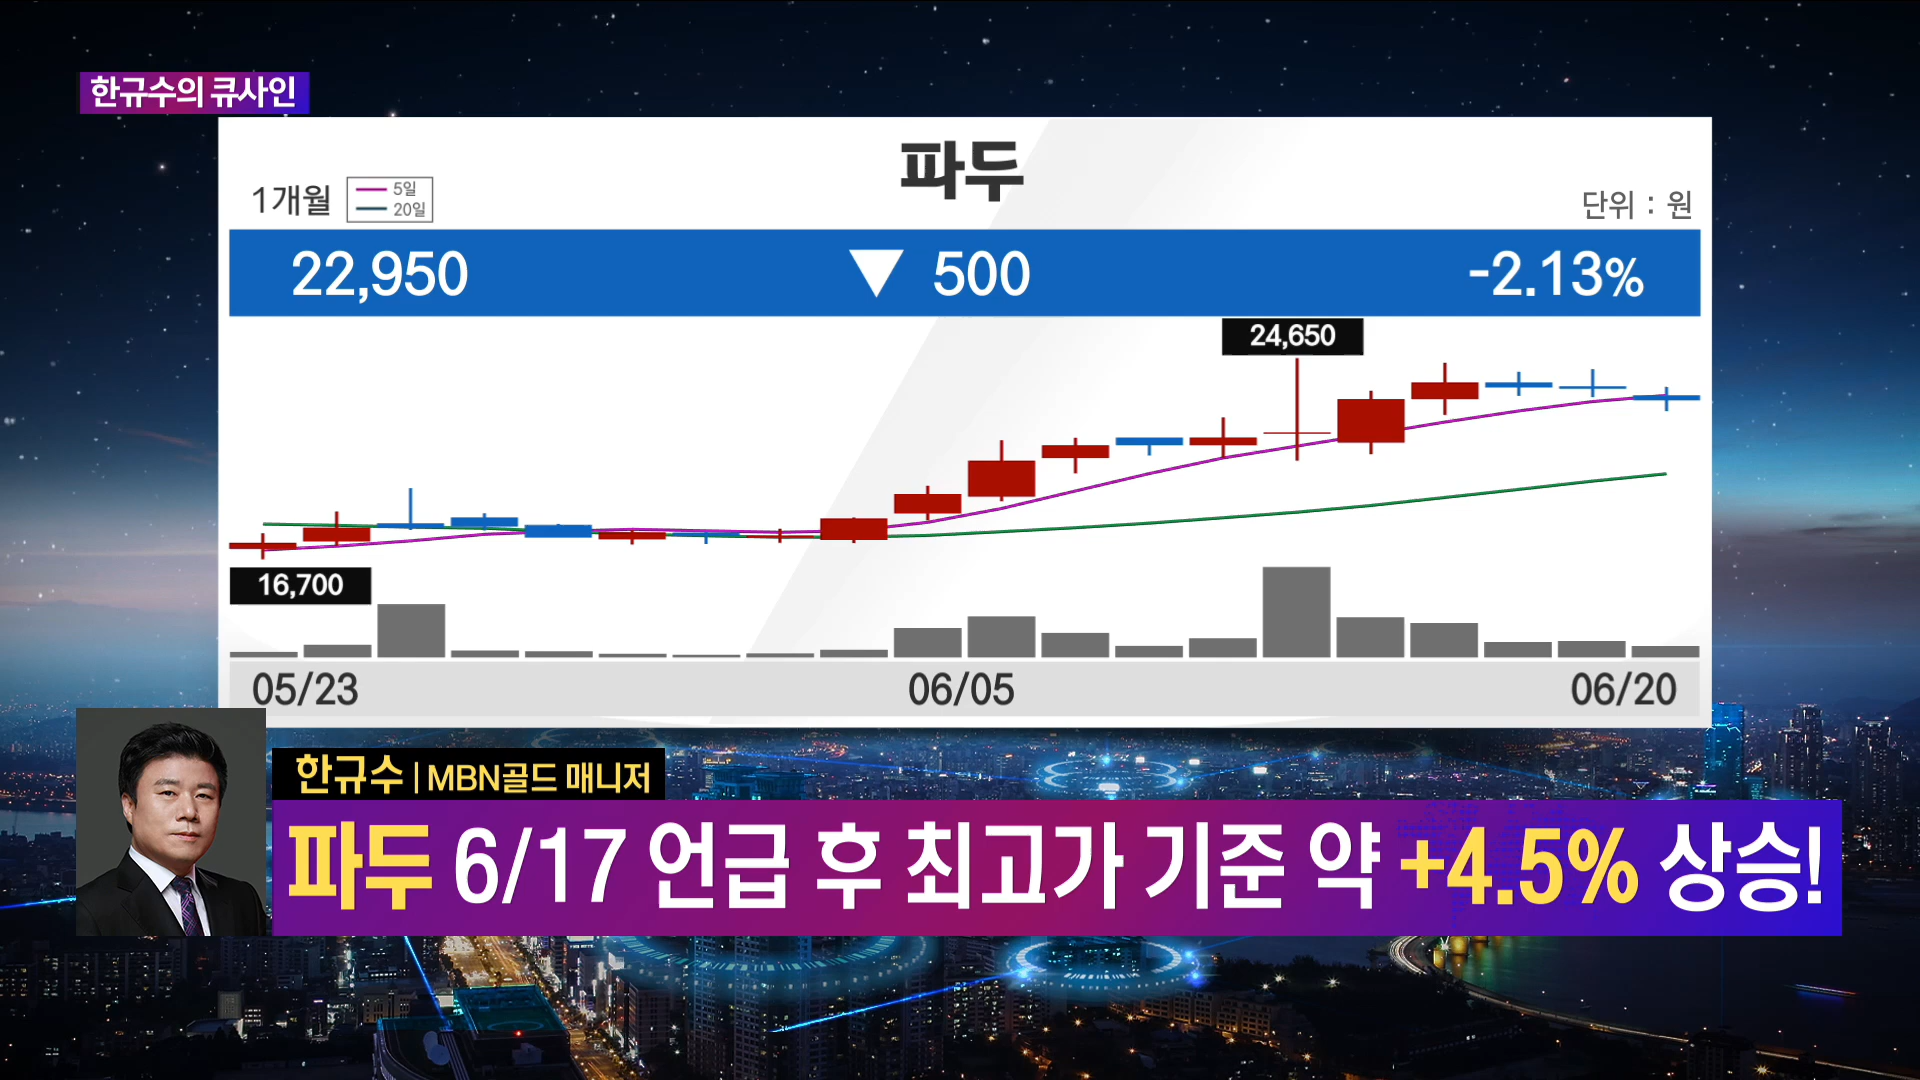 한규수의 큐사인
파두
1개월
5일
20일
단위 : 원
22,950 ▼ 500 -2.13%
24,650
16,700
05/23 06/05 06/20
한규수 | MBN골드 매니저
파두 6/17 언급 후 최고가 기준 약 +4.5% 상승!